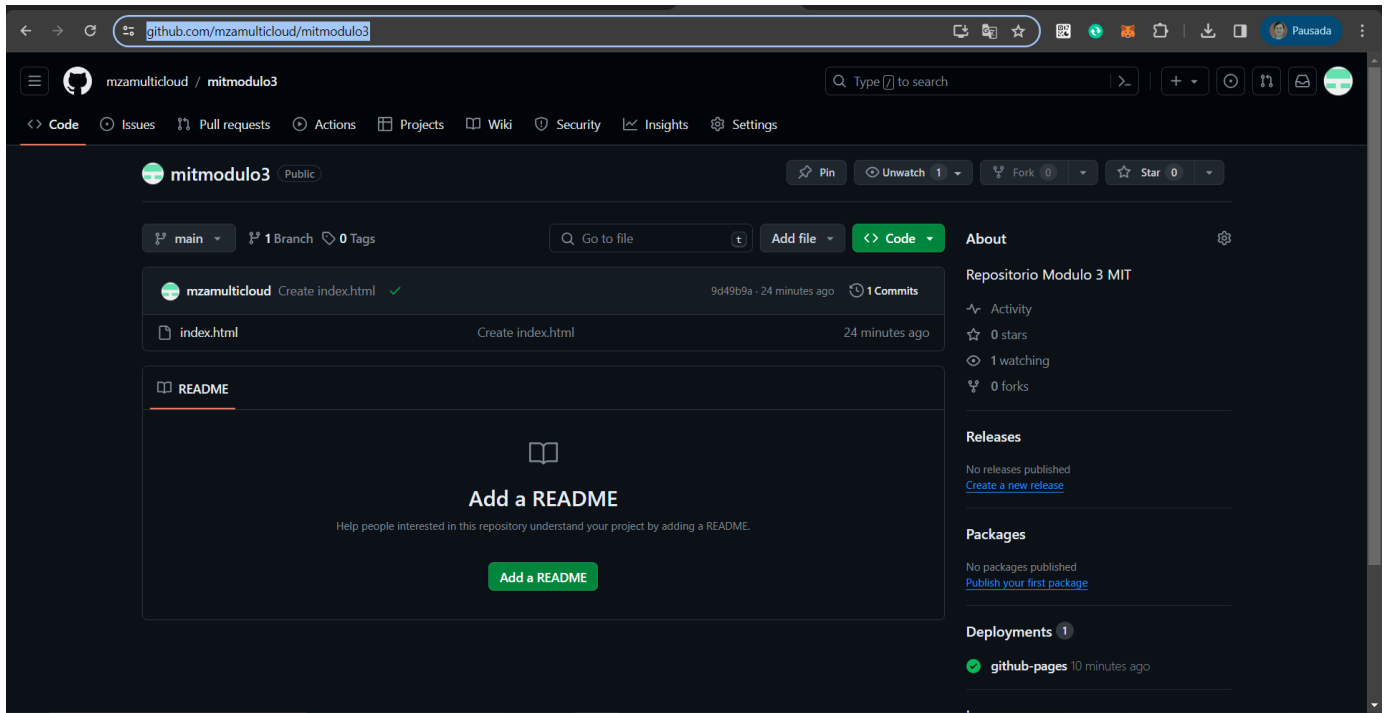 github.com/mzamulticloud/mitmodulo3
Pausada
mzamulticloud / mitmodulo3
Type / to search
Code Issues Pull requests Actions Projects Wiki Security Insights Settings
mitmodulo3 Public
Pin Unwatch 1 Fork 0 Star 0
main 1 Branch 0 Tags Go to file t Add file Code
mzamulticloud Create index.html 9d49b9a · 24 minutes ago 1 Commits
index.html Create index.html 24 minutes ago
README
Add a README
Help people interested in this repository understand your project by adding a README.
Add a README
About
Repositorio Modulo 3 MIT
Activity
0 stars
1 watching
0 forks
Releases
No releases published
Create a new release
Packages
No packages published
Publish your first package
Deployments 1
github-pages 10 minutes ago